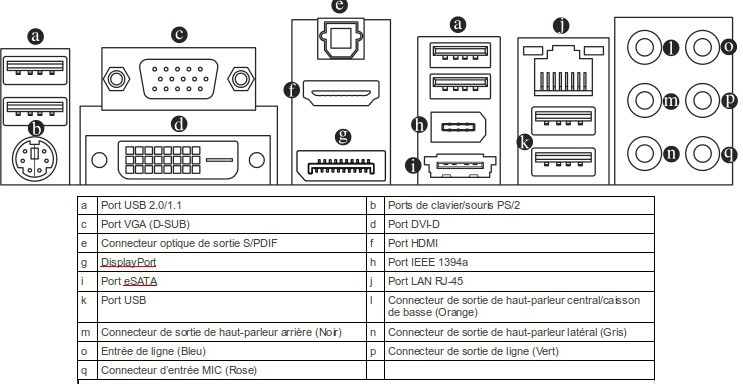 e
a
c
a
j
l
o
f
m
p
b
d
h
g
k
i
n
q
a Port USB 2.0/1.1 b Ports de clavier/souris PS/2
c Port VGA (D-SUB) d Port DVI-D
e Connecteur optique de sortie S/PDIF f Port HDMI
g DisplayPort h Port IEEE 1394a
i Port eSATA j Port LAN RJ-45
k Port USB l Connecteur de sortie de haut-parleur central/caisson
de basse (Orange)
m Connecteur de sortie de haut-parleur arrière (Noir) n Connecteur de sortie de haut-parleur latéral (Gris)
o Entrée de ligne (Bleu) p Connecteur de sortie de ligne (Vert)
q Connecteur d'entrée MIC (Rose)